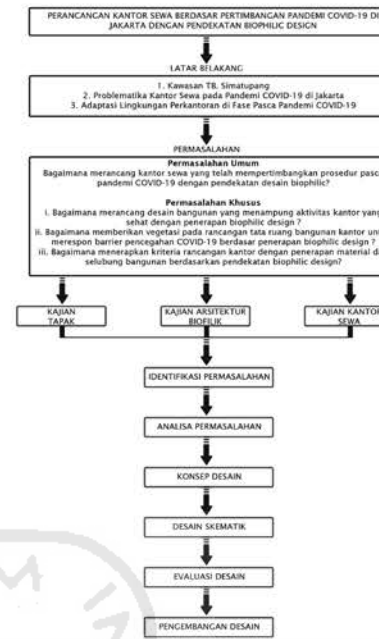 PERANCANGAN KANTOR SEWA BERDASAR PERTIMBANGAN PANDEMI COVID-19 DI
JAKARTA DENGAN PENDEKATAN BIOPHILIC DESIGN
LATAR BELAKANG
1. Kawasan TB. Simatupang
2. Problematika Kantor Sewa pada Pandemi COVID-19 di Jakarta
3. Adaptasi Lingkungan Perkantoran di Fase Pasca Pandemi COVID-19
PERMASALAHAN
Permasalahan Umum
Bagaimana merancang kantor sewa yang telah mempertimbangkan prosedur pasc
pandemi COVID-19 dengan pendekatan desain biophilic?
Permasalahan Khusus
i. Bagaimana merancang desain bangunan yang menampung aktivitas kantor yang
sehat dengan penerapan biophilic design ?
ii. Bagaimana memberikan vegetasi pada rancangan tata ruang bangunan kantor unt
merespon barrier pencegahan COVID-19 berdasar penerapan biophilic design ?
iii. Bagaimana menerapkan kriteria rancangan kantor dengan penerapan material di
selubung bangunan berdasarkan pendekatan biophilic design?
KAJIAN
TAPAK
KAJIAN ARSITEKTUR
BIOFILIK
KAJIAN KANTOR
SEWA
IDENTIFIKASI PERMASALAHAN
ANALISA PERMASALAHAN
KONSEP DESAIN
DESAIN SKEMATIK
EVALUASI DESAIN
PENGEMBANGAN DESAIN